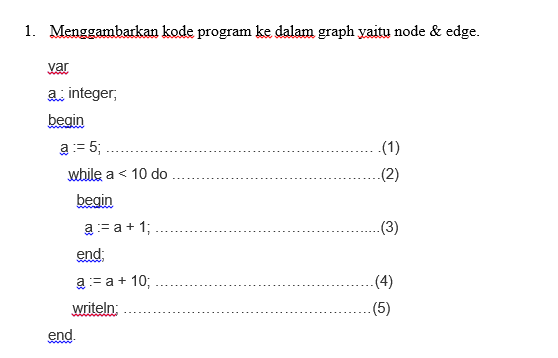 1. Menggambarkan kode program ke dalam graph yaitu node & edge.
var
a : integer;
begin
a := 5; ....................................................... .(1)
while a < 10 do ...........................................(2)
begin
a := a + 1; ..............................................(3)
end;
a := a + 10; .............................................(4)
writeln; ...................................................(5)
end.